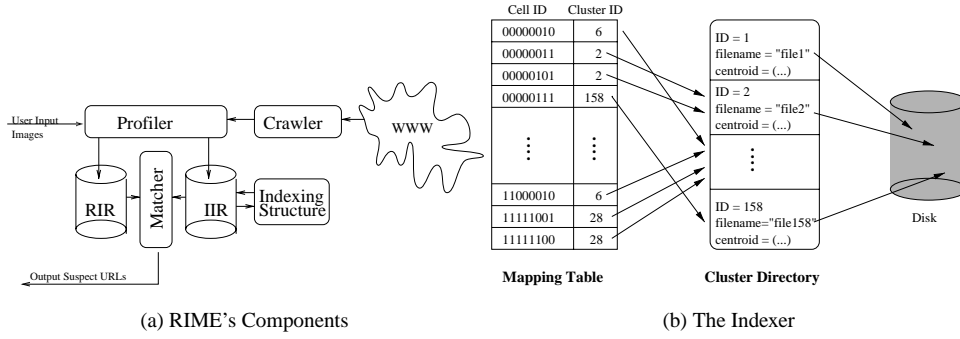 User Input
Images
Profiler
Crawler
WWW
RIR
Matcher
IIR
Indexing
Structure
Output Suspect URLs
(a) RIME's Components
Cell ID Cluster ID
00000010 6
00000011 2
00000101 2
00000111 158
11000010 6
11111001 28
11111100 28
Mapping Table
ID = 1
filename = "file1"
centroid = (...)
ID = 2
filename = "file2"
centroid = (...)
ID = 158
filename="file158"
centroid = (...)
Cluster Directory
Disk
(b) The Indexer